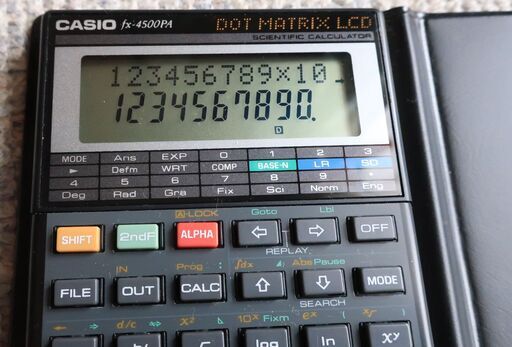 CASIO fx-4500PA DOT MATRIX LCD
SCIENTIFIC CALCULATOR
123456789×10_
1234567890.
D
MODE Ans EXP 0 1 2 3
► Defm WRT COMP BASE-N LR SD
4 5 6 7 8 9 •
Deg Rad Gra Fix Sci Norm Eng
A-LOCK Goto Lbl
SHIFT 2ndF ALPHA ⇦ ⇨ OFF
REPLAY
IN Prog ∫dx Abs Pause
FILE OUT CALC MODE
SEARCH
d/c x² 10ˣ Fixm eˣ
log ln xʸ